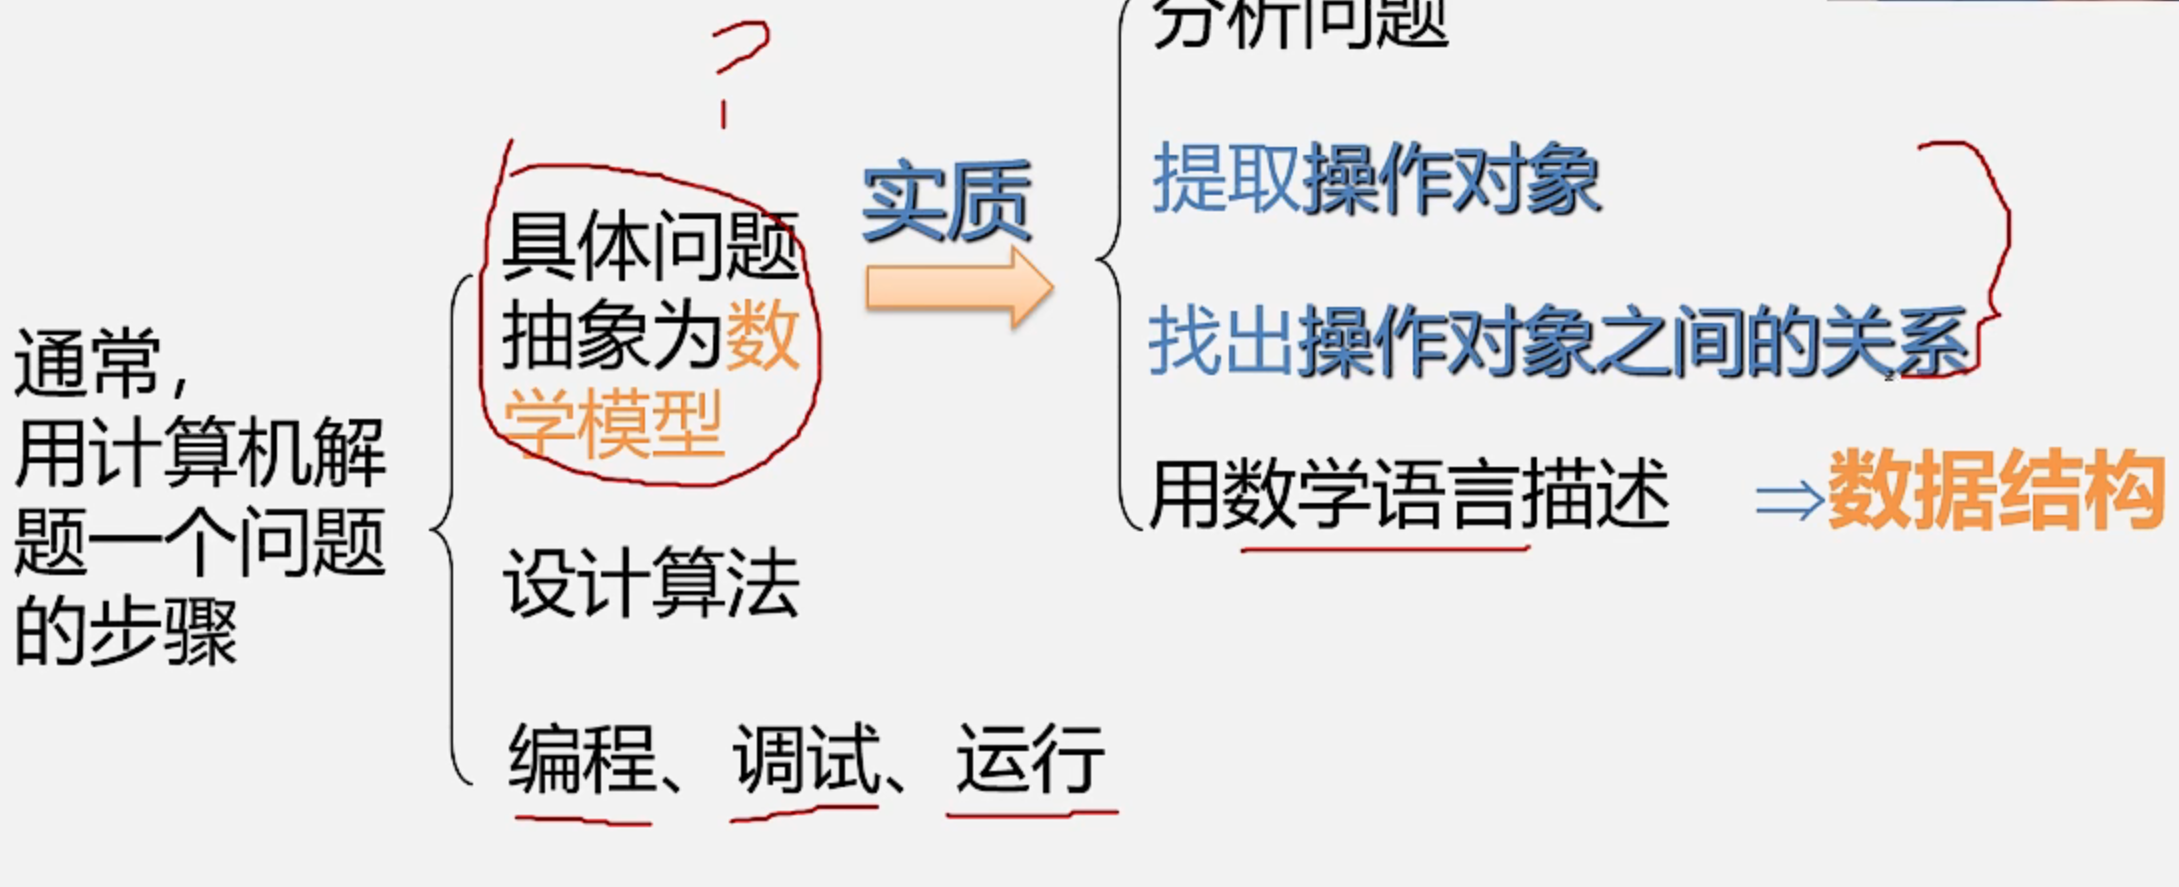 通常，
用计算机解
题一个问题
的步骤
具体问题
抽象为数
学模型
设计算法
编程、调试、运行
?
实质
分析问题
提取操作对象
找出操作对象之间的关系
用数学语言描述 ⇒数据结构